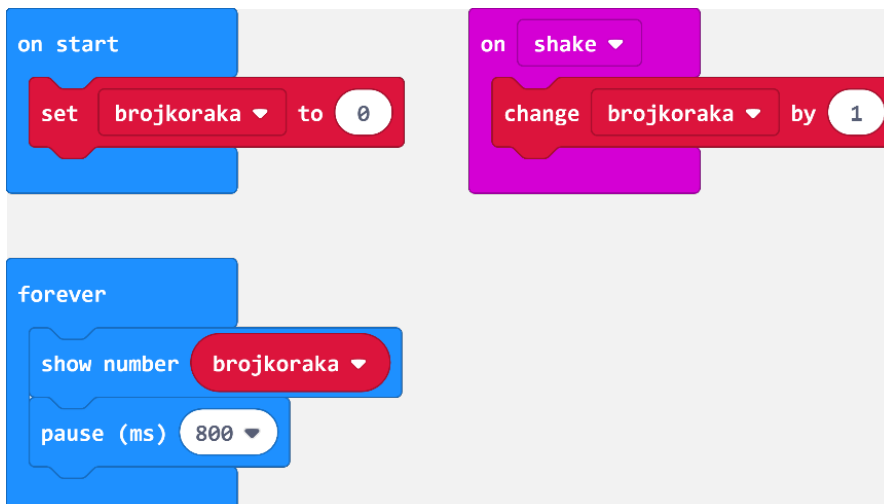 on start
set brojkoraka to 0
on shake
change brojkoraka by 1
forever
show number brojkoraka
pause (ms) 800